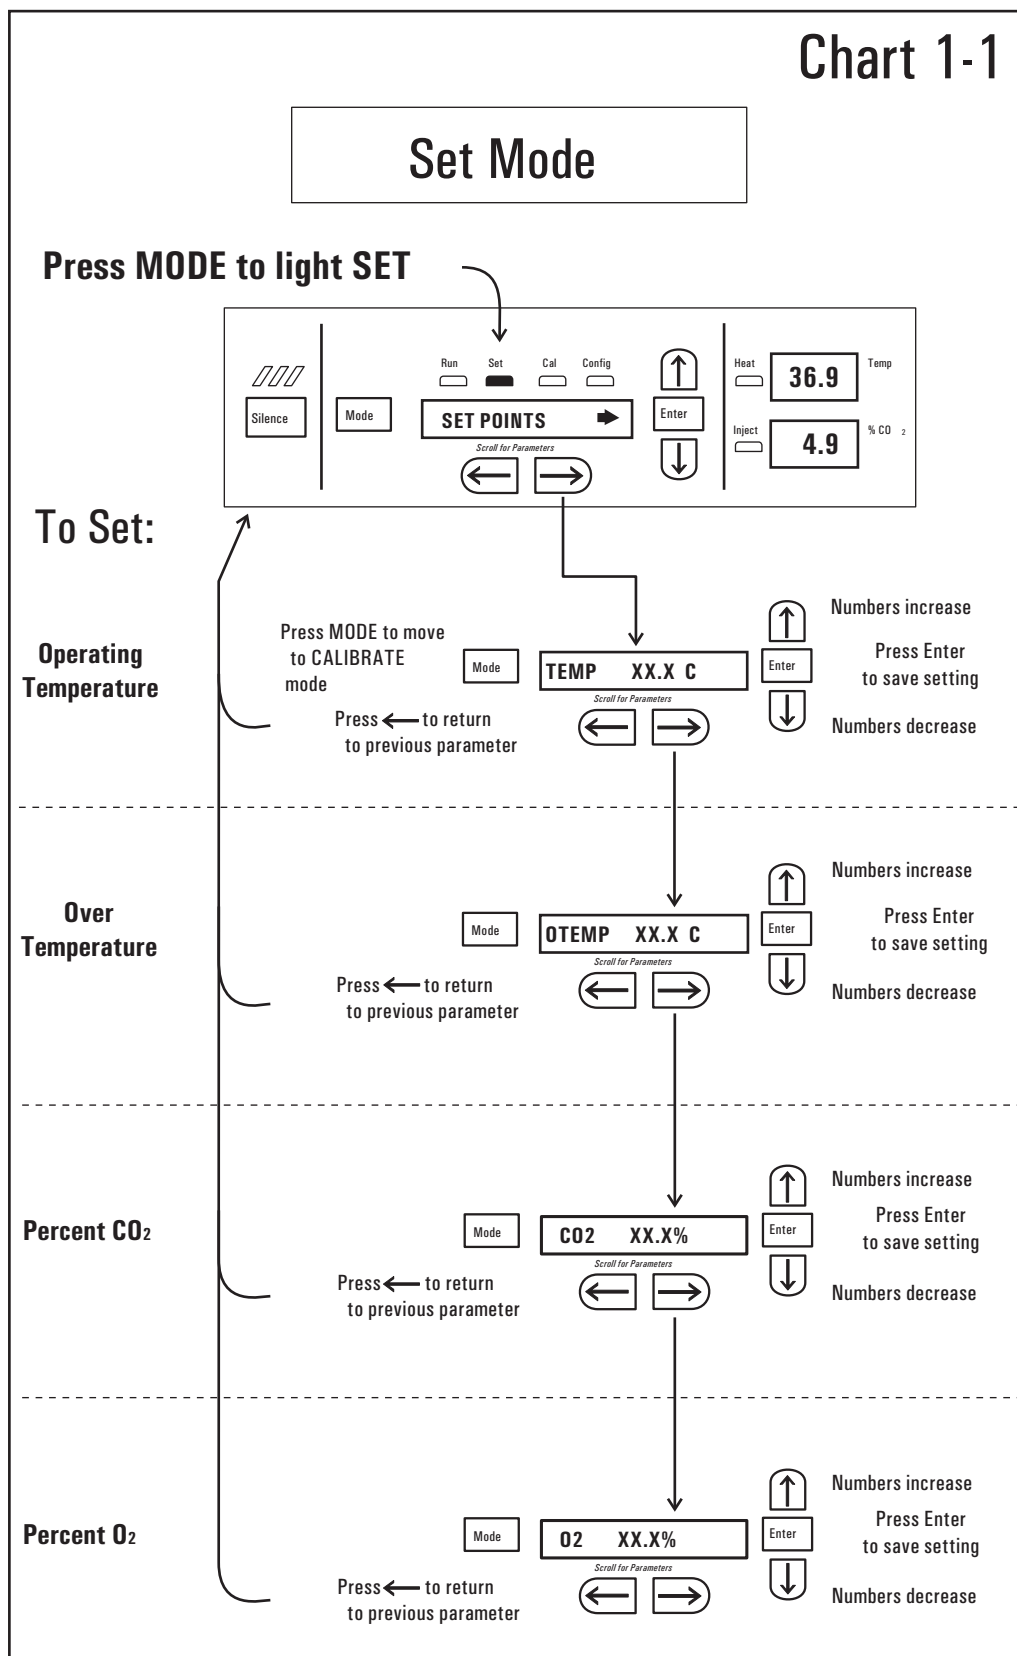 Chart 1-1
Set Mode
Press MODE to light SET
Run Set Cal Config
Silence
Mode
SET POINTS
Scroll for Parameters
Enter
Heat
36.9
Temp
Inject
4.9
% CO 2
To Set:
Operating
Temperature
Press MODE to move
to CALIBRATE
mode
Press to return
to previous parameter
Mode
TEMP XX.X C
Scroll for Parameters
Enter
Numbers increase
Press Enter
to save setting
Numbers decrease
Over
Temperature
Press to return
to previous parameter
Mode
OTEMP XX.X C
Scroll for Parameters
Enter
Numbers increase
Press Enter
to save setting
Numbers decrease
Percent CO2
Press to return
to previous parameter
Mode
CO2 XX.X%
Scroll for Parameters
Enter
Numbers increase
Press Enter
to save setting
Numbers decrease
Percent O2
Press to return
to previous parameter
Mode
O2 XX.X%
Scroll for Parameters
Enter
Numbers increase
Press Enter
to save setting
Numbers decrease